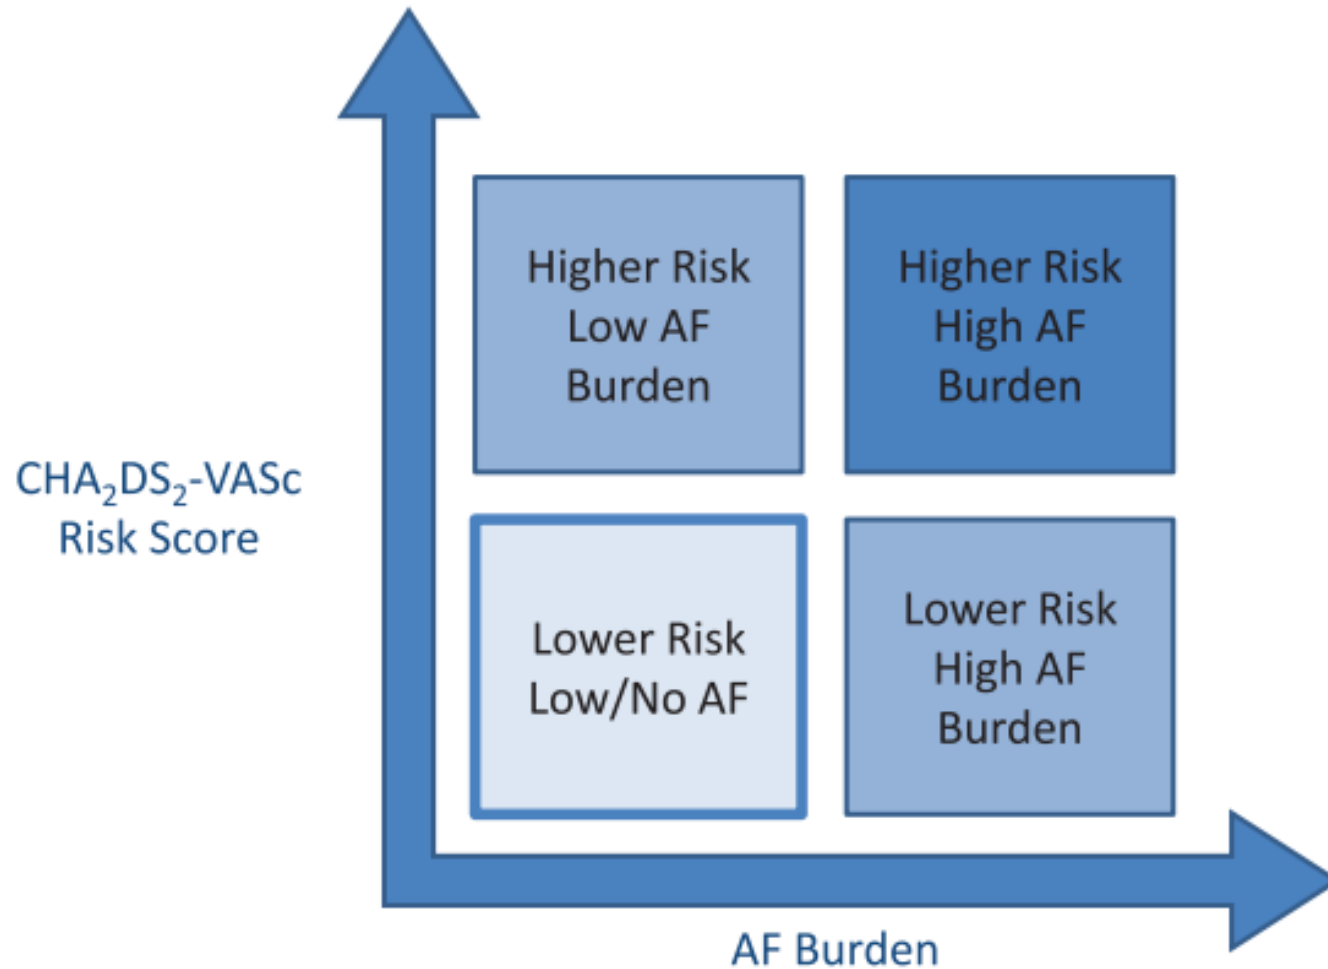 Higher Risk
Low AF
Burden
Higher Risk
High AF
Burden
CHA₂DS₂-VASc
Risk Score
Lower Risk
Low/No AF
Lower Risk
High AF
Burden
AF Burden